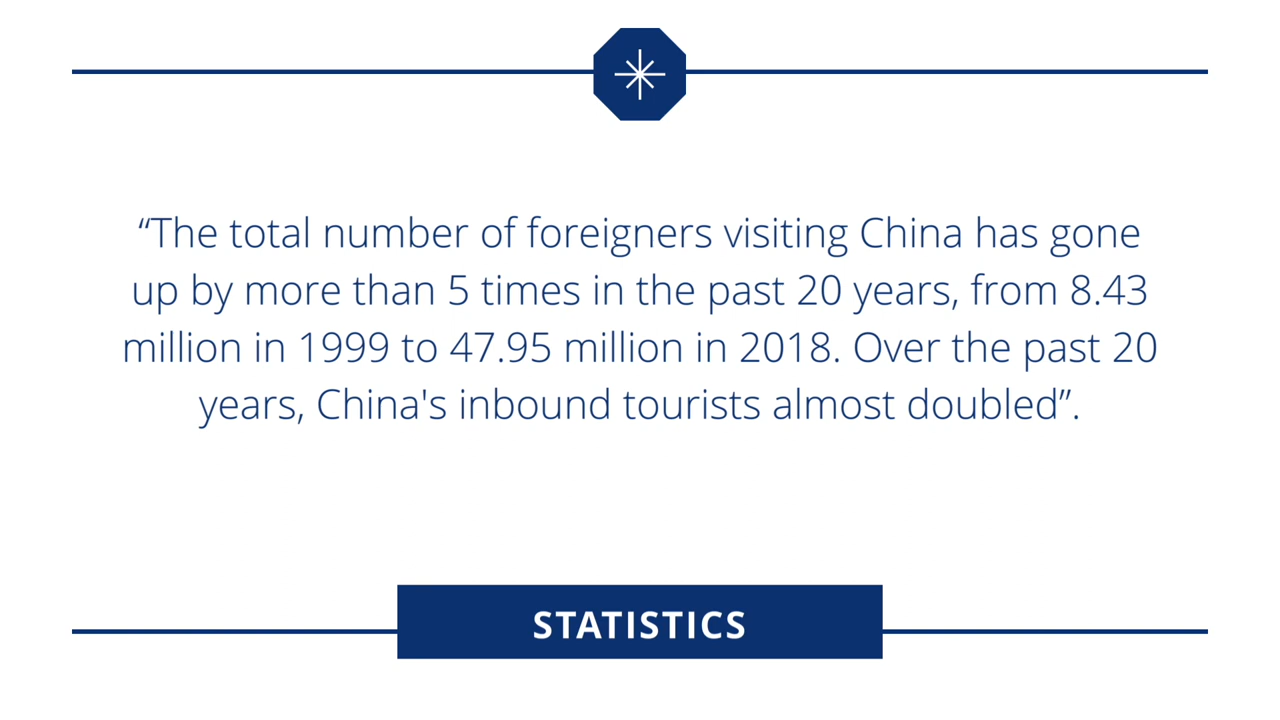 “The total number of foreigners visiting China has gone
up by more than 5 times in the past 20 years, from 8.43
million in 1999 to 47.95 million in 2018. Over the past 20
years, China's inbound tourists almost doubled”.
STATISTICS